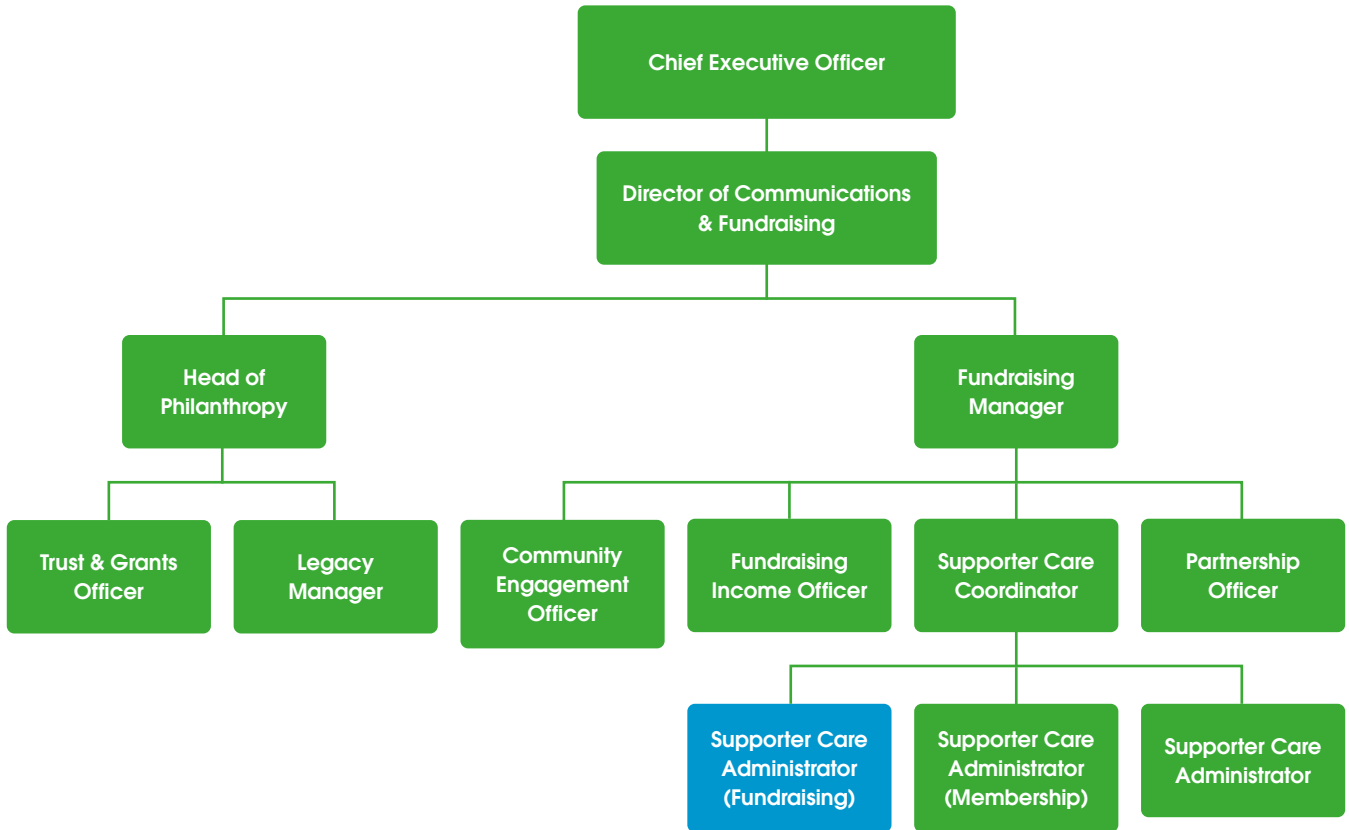 Chief Executive Officer
Director of Communications
& Fundraising
Head of
Philanthropy
Fundraising
Manager
Trust & Grants
Officer
Legacy
Manager
Community
Engagement
Officer
Fundraising
Income Officer
Supporter Care
Coordinator
Partnership
Officer
Supporter Care
Administrator
(Fundraising)
Supporter Care
Administrator
(Membership)
Supporter Care
Administrator